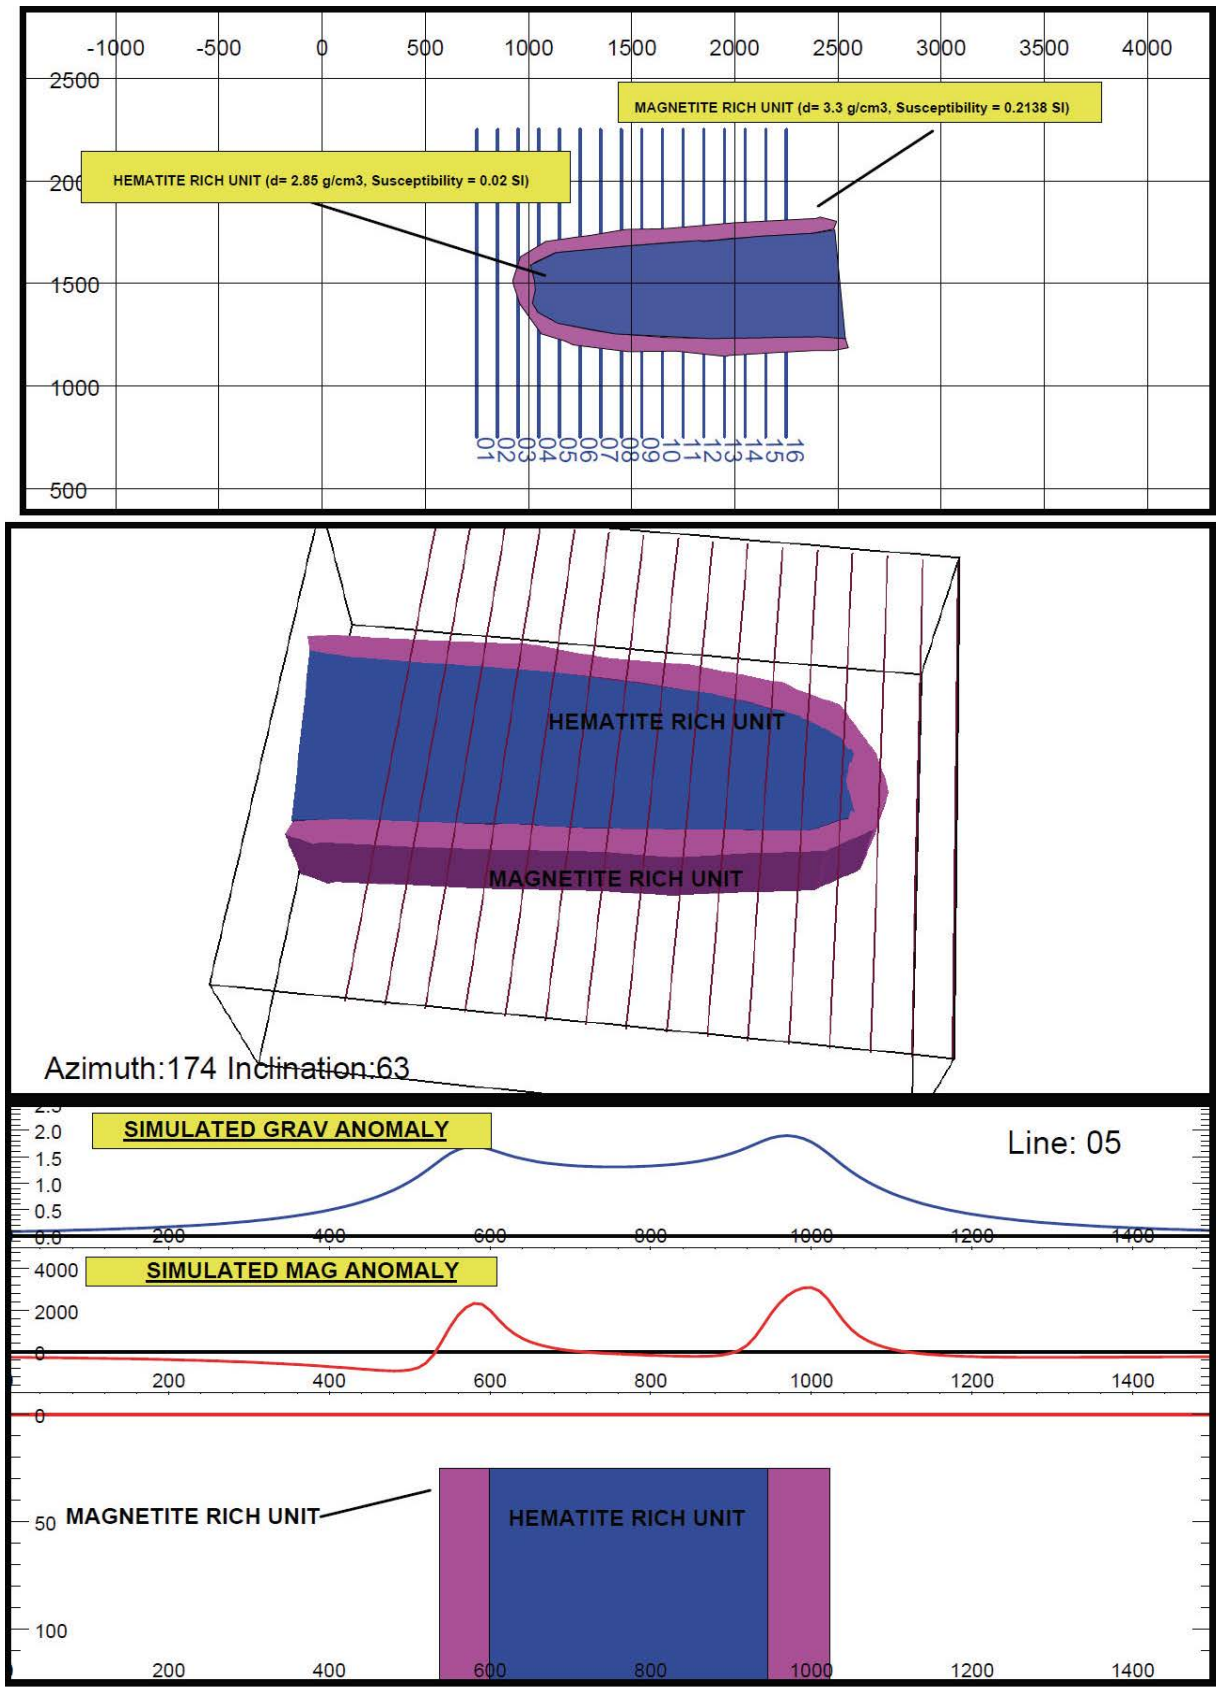 -1000 -500 0 500 1000 1500 2000 2500 3000 3500 4000
2500
MAGNETITE RICH UNIT (d= 3.3 g/cm3, Susceptibility = 0.2138 SI)
200
HEMATITE RICH UNIT (d= 2.85 g/cm3, Susceptibility = 0.02 SI)
1500
1000
01 02 03 04 05 06 07 08 09 10 11 12 13 14 15 16
500
HEMATITE RICH UNIT
MAGNETITE RICH UNIT
Azimuth:174 Inclination:63
2.5
SIMULATED GRAV ANOMALY
2.0
Line: 05
1.5
1.0
0.5
0.0 200 400 600 800 1000 1200 1400
4000
SIMULATED MAG ANOMALY
2000
0
200 400 600 800 1000 1200 1400
0
50
MAGNETITE RICH UNIT
HEMATITE RICH UNIT
100
200 400 600 800 1000 1200 1400